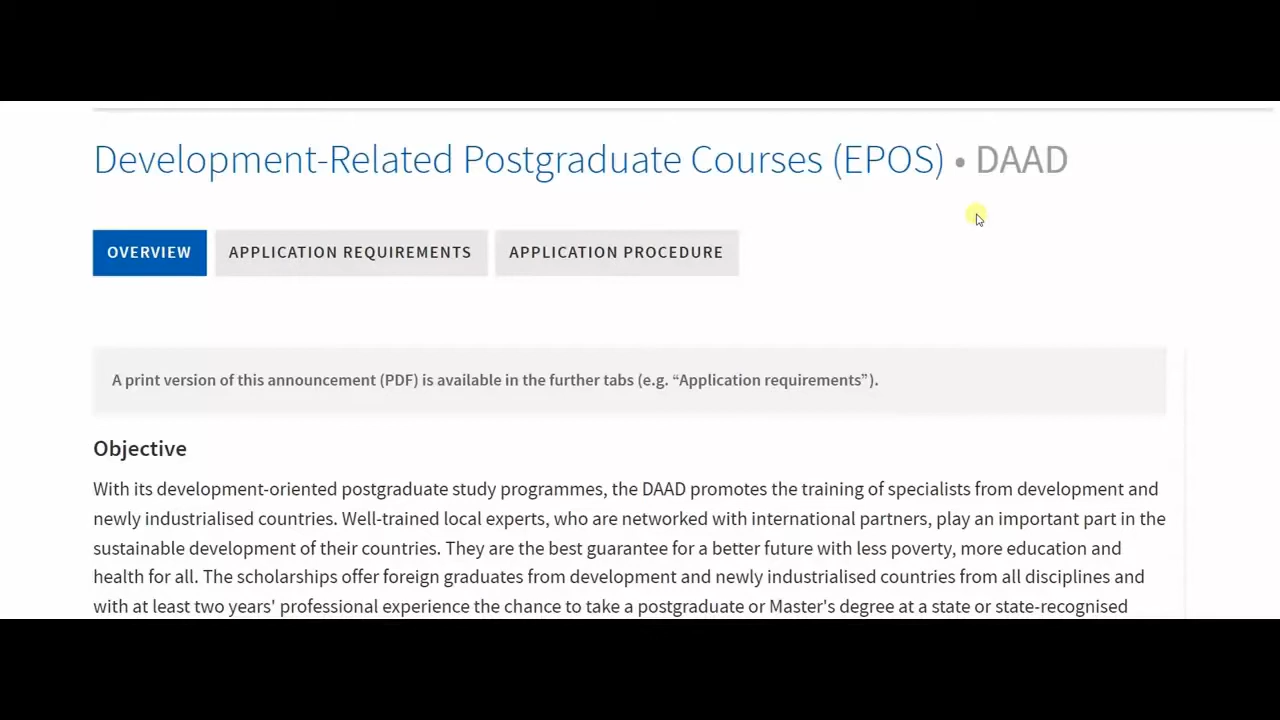 Development-Related Postgraduate Courses (EPOS) • DAAD
OVERVIEW
APPLICATION REQUIREMENTS
APPLICATION PROCEDURE
A print version of this announcement (PDF) is available in the further tabs (e.g. “Application requirements”).
Objective
With its development-oriented postgraduate study programmes, the DAAD promotes the training of specialists from development and
newly industrialised countries. Well-trained local experts, who are networked with international partners, play an important part in the
sustainable development of their countries. They are the best guarantee for a better future with less poverty, more education and
health for all. The scholarships offer foreign graduates from development and newly industrialised countries from all disciplines and
with at least two years' professional experience the chance to take a postgraduate or Master's degree at a state or state-recognised